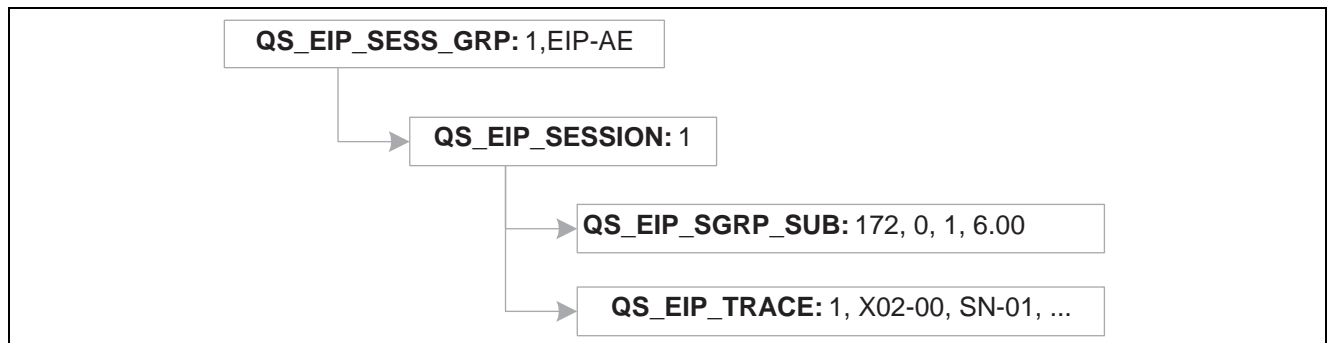 QS_EIP_SESS_GRP: 1,EIP-AE
QS_EIP_SESSION: 1
QS_EIP_SGRP_SUB: 172, 0, 1, 6.00
QS_EIP_TRACE: 1, X02-00, SN-01, ...